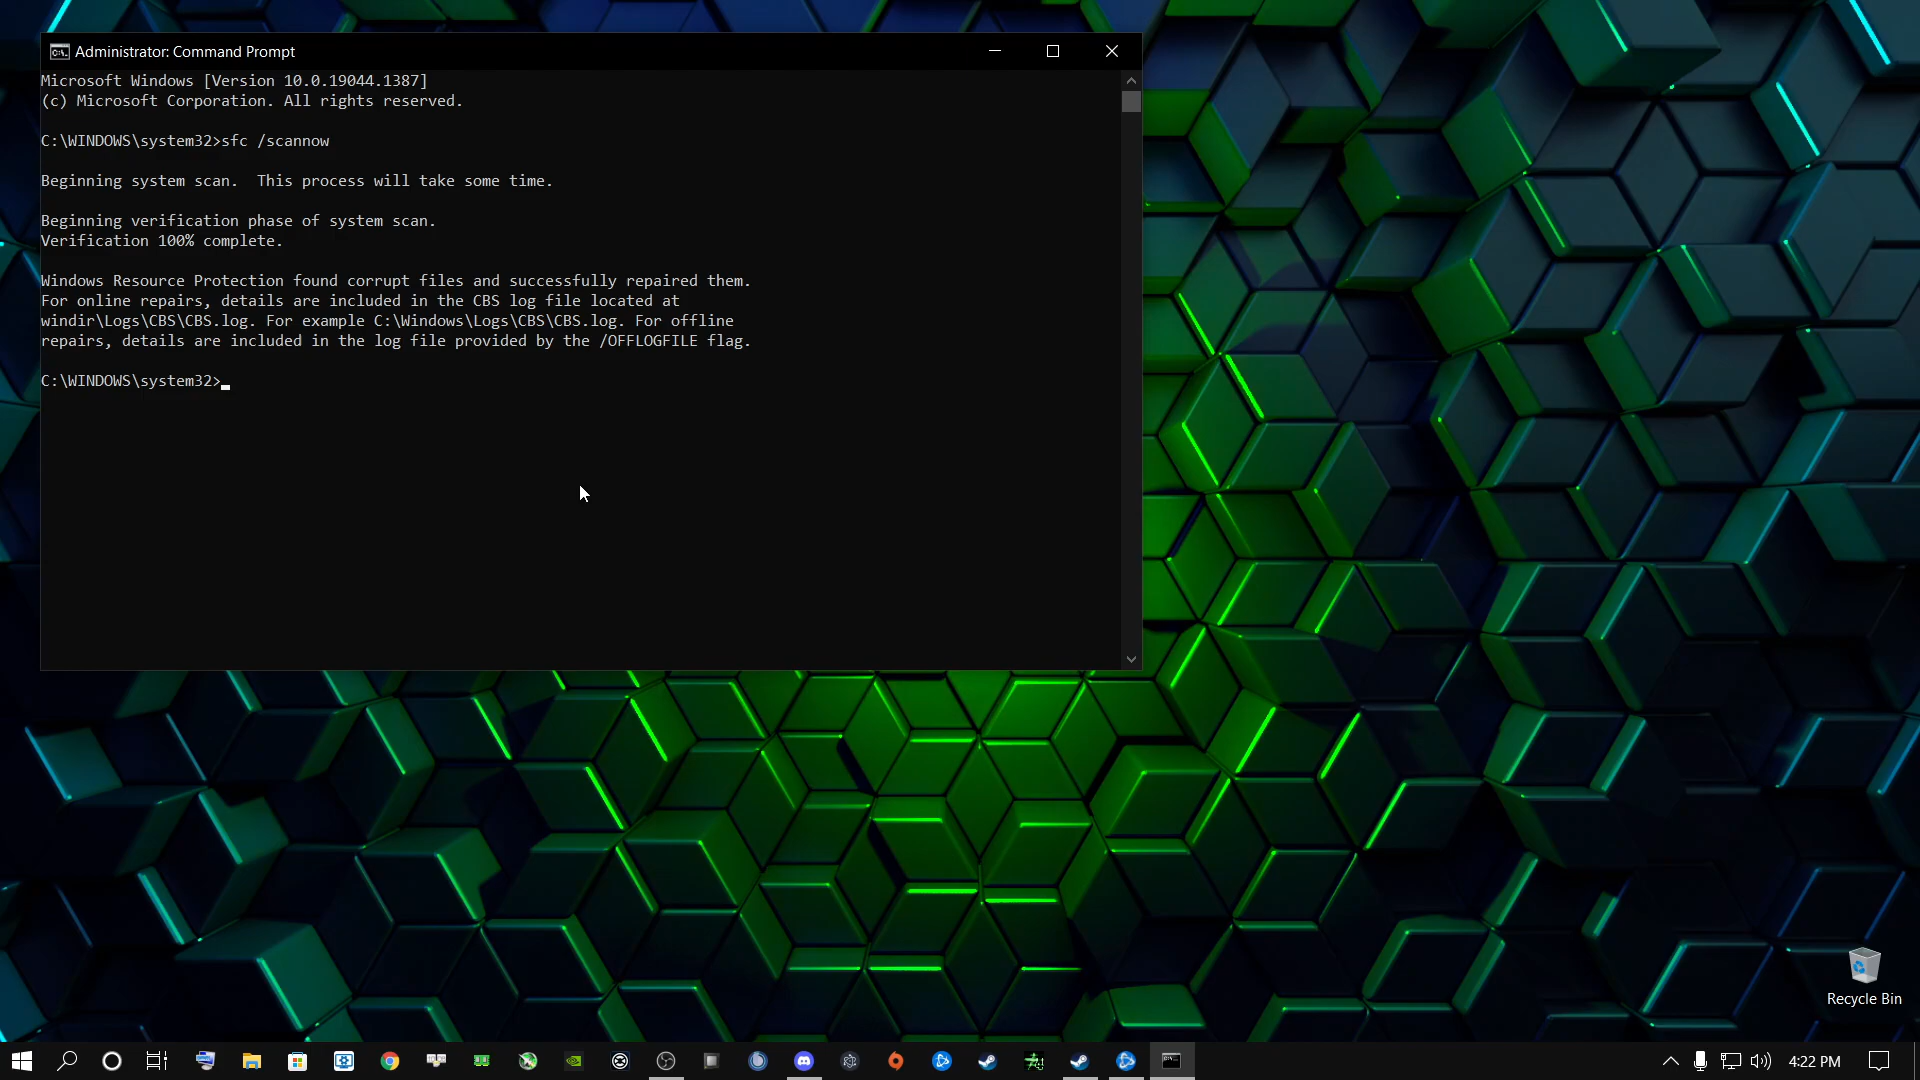 Administrator: Command Prompt
Microsoft Windows [Version 10.0.19044.1387]
(c) Microsoft Corporation. All rights reserved.
C:\WINDOWS\system32>sfc /scannow
Beginning system scan.  This process will take some time.
Beginning verification phase of system scan.
Verification 100% complete.
Windows Resource Protection found corrupt files and successfully repaired them.
For online repairs, details are included in the CBS log file located at
windir\Logs\CBS\CBS.log. For example C:\Windows\Logs\CBS\CBS.log. For offline
repairs, details are included in the log file provided by the /OFFLOGFILE flag.
C:\WINDOWS\system32>
Recycle Bin
4:22 PM